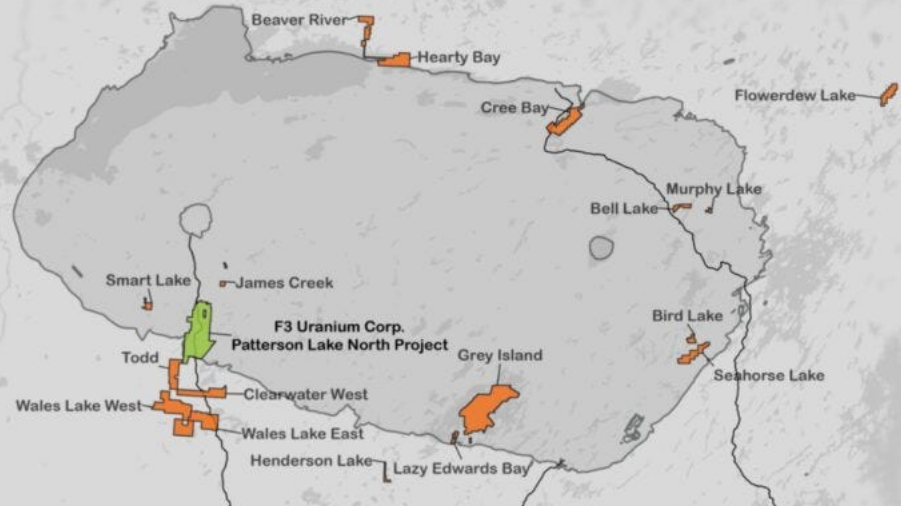 Beaver River
Hearty Bay
Flowerdew Lake
Cree Bay
Murphy Lake
Bell Lake
Smart Lake
James Creek
Bird Lake
F3 Uranium Corp.
Patterson Lake North Project
Todd
Grey Island
Seahorse Lake
Clearwater West
Wales Lake West
Wales Lake East
Henderson Lake
Lazy Edwards Bay